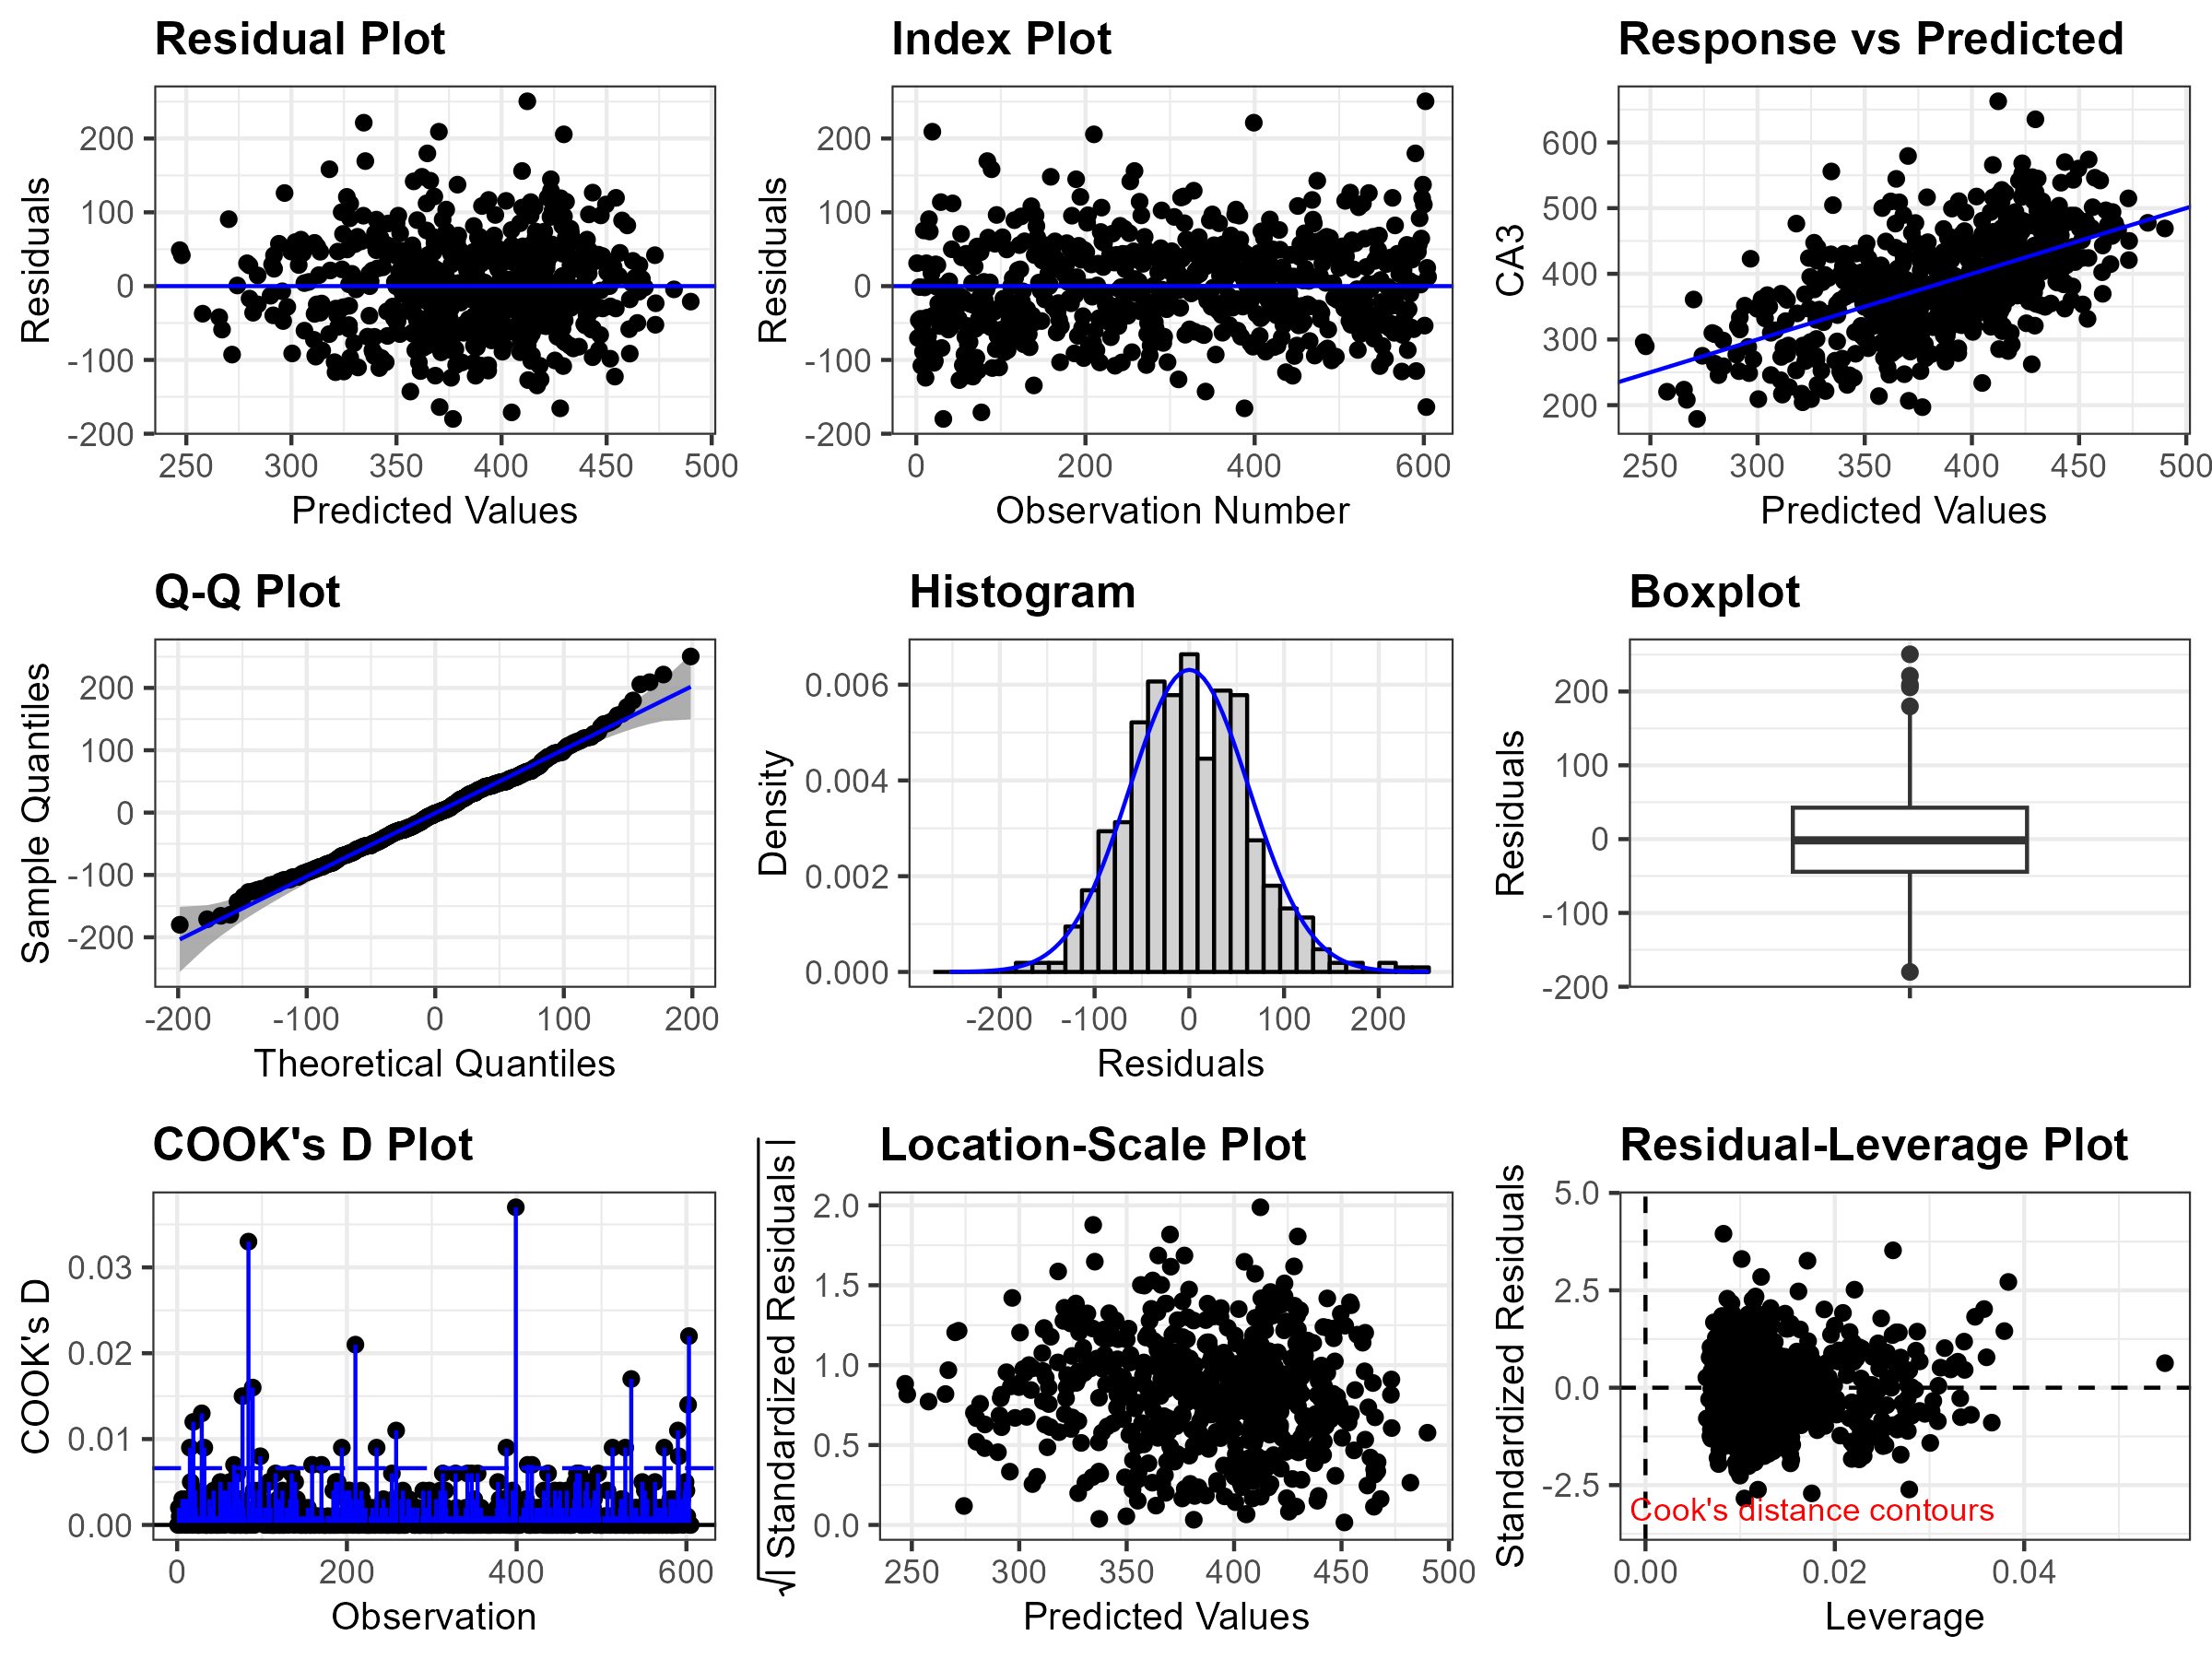 Residual Plot
Index Plot
Response vs Predicted
Residuals
200
100
0
-100
-200
250 300 350 400 450 500
Predicted Values
Residuals
200
100
0
-100
-200
0 200 400 600
Observation Number
CA3
600
500
400
300
200
250 300 350 400 450 500
Predicted Values
Q-Q Plot
Histogram
Boxplot
Sample Quantiles
200
100
0
-100
-200
-200 -100 0 100 200
Theoretical Quantiles
Density
0.006
0.004
0.002
0.000
-200 -100 0 100 200
Residuals
Residuals
200
100
0
-100
-200
COOK's D Plot
Location-Scale Plot
Residual-Leverage Plot
COOK's D
0.03
0.02
0.01
0.00
0 200 400 600
Observation
√| Standardized Residuals |
2.0
1.5
1.0
0.5
0.0
250 300 350 400 450 500
Predicted Values
Standardized Residuals
5.0
2.5
0.0
-2.5
Cook's distance contours
0.00 0.02 0.04
Leverage